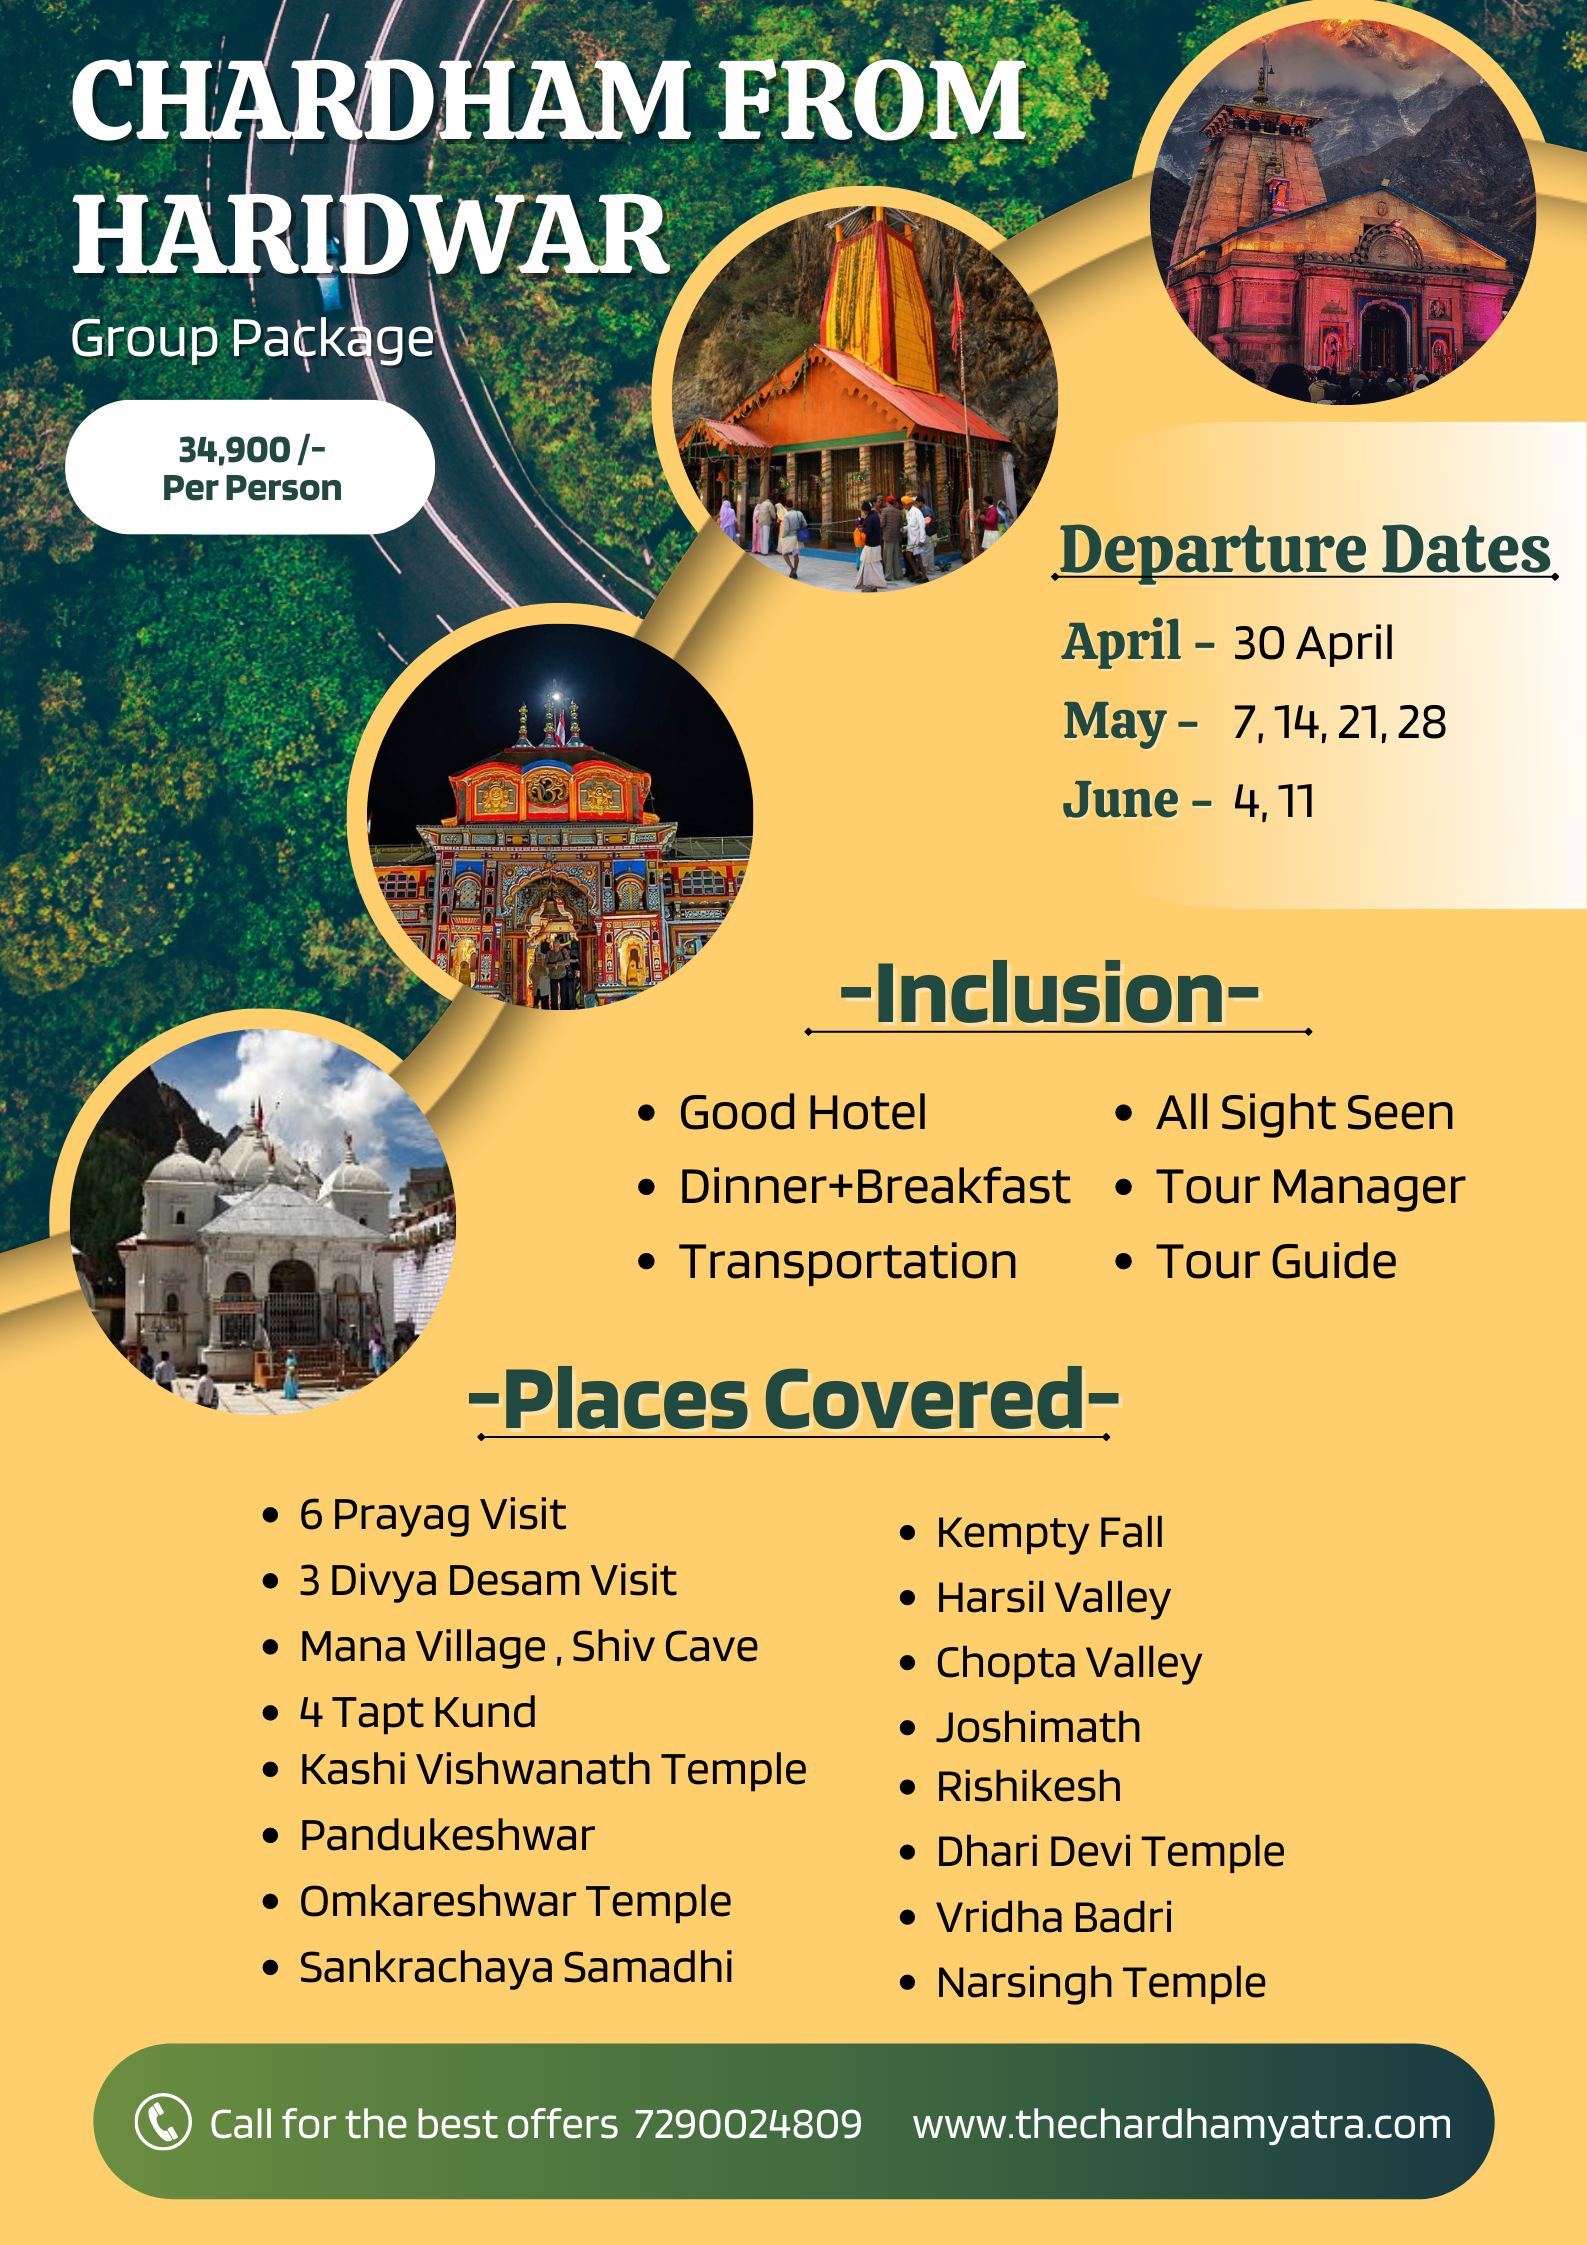 CHARDHAM FROM
HARIDWAR
Group Package
34,900 /-
Per Person
Departure Dates
April - 30 April
May - 7, 14, 21, 28
June - 4, 11
-Inclusion-
• Good Hotel
• Dinner+Breakfast
• Transportation
• All Sight Seen
• Tour Manager
• Tour Guide
-Places Covered-
• 6 Prayag Visit
• 3 Divya Desam Visit
• Mana Village , Shiv Cave
• 4 Tapt Kund
• Kashi Vishwanath Temple
• Pandukeshwar
• Omkareshwar Temple
• Sankrachaya Samadhi
• Kempty Fall
• Harsil Valley
• Chopta Valley
• Joshimath
• Rishikesh
• Dhari Devi Temple
• Vridha Badri
• Narsingh Temple
Call for the best offers 7290024809 www.thechardhamyatra.com